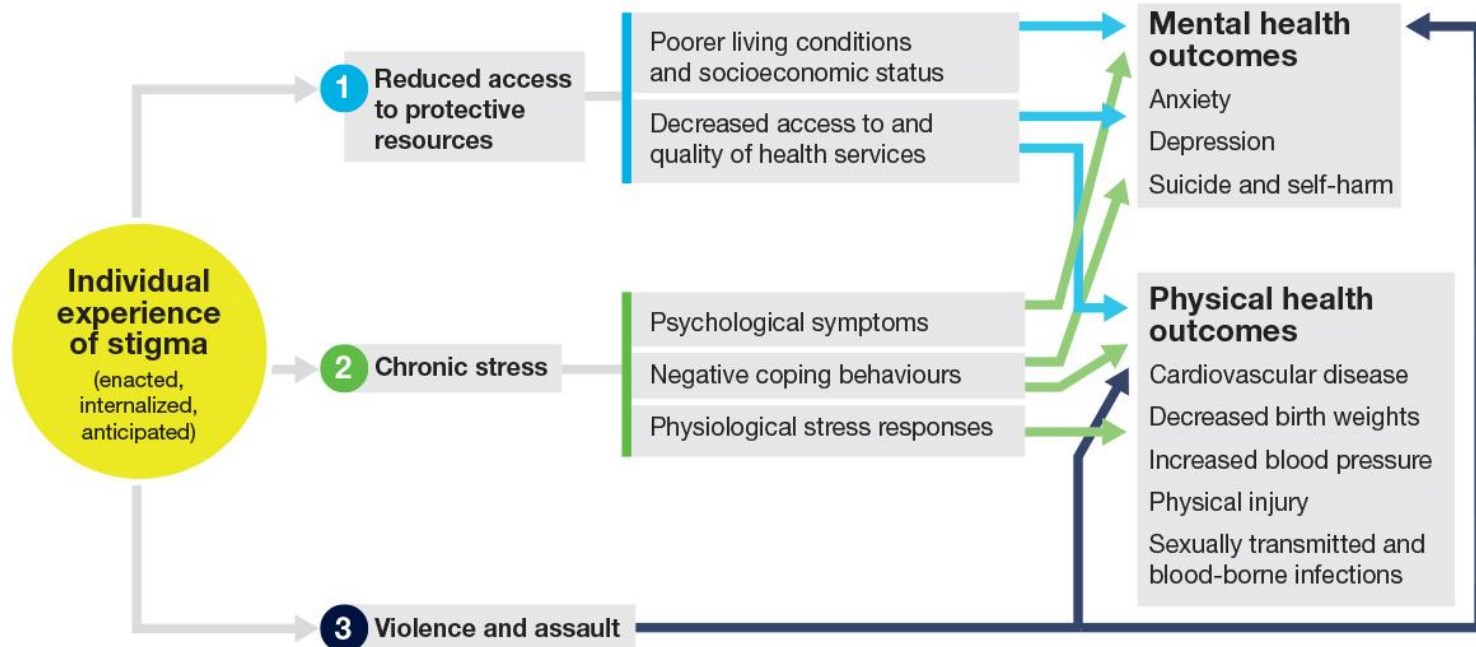 Individual
experience
of stigma
(enacted,
internalized,
anticipated)
1
Reduced access
to protective
resources
Poorer living conditions
and socioeconomic status
Decreased access to and
quality of health services
2
Chronic stress
Psychological symptoms
Negative coping behaviours
Physiological stress responses
3
Violence and assault
Mental health
outcomes
Anxiety
Depression
Suicide and self-harm
Physical health
outcomes
Cardiovascular disease
Decreased birth weights
Increased blood pressure
Physical injury
Sexually transmitted and
blood-borne infections